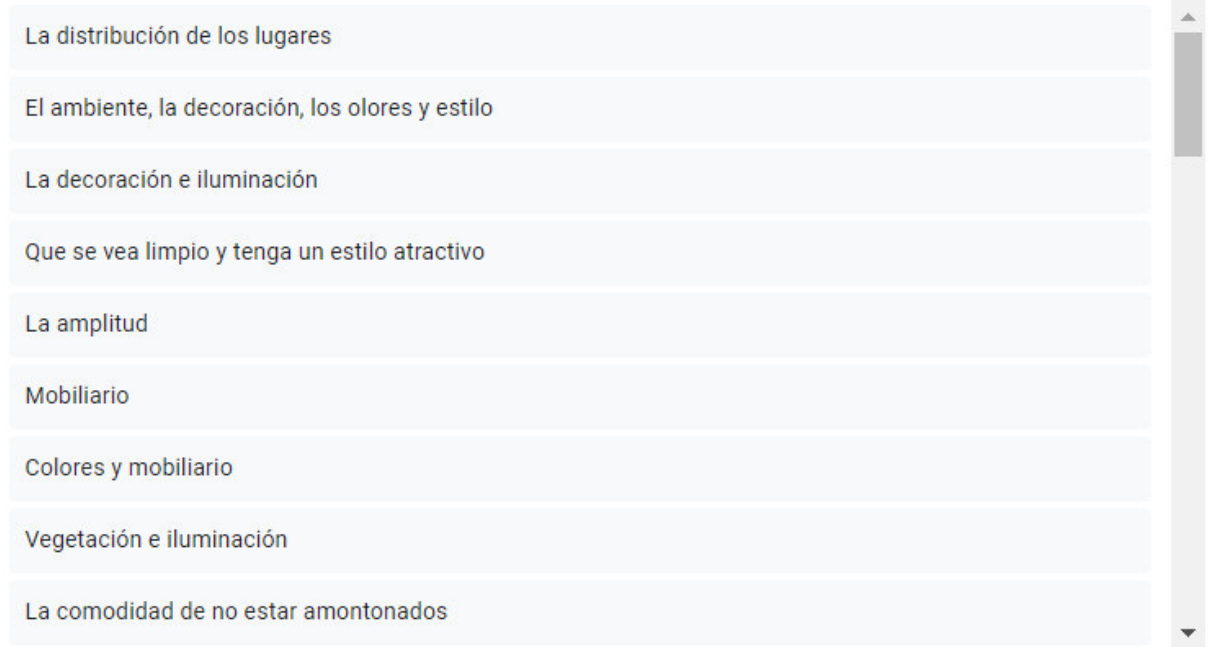 La distribución de los lugares
El ambiente, la decoración, los olores y estilo
La decoración e iluminación
Que se vea limpio y tenga un estilo atractivo
La amplitud
Mobiliario
Colores y mobiliario
Vegetación e iluminación
La comodidad de no estar amontonados